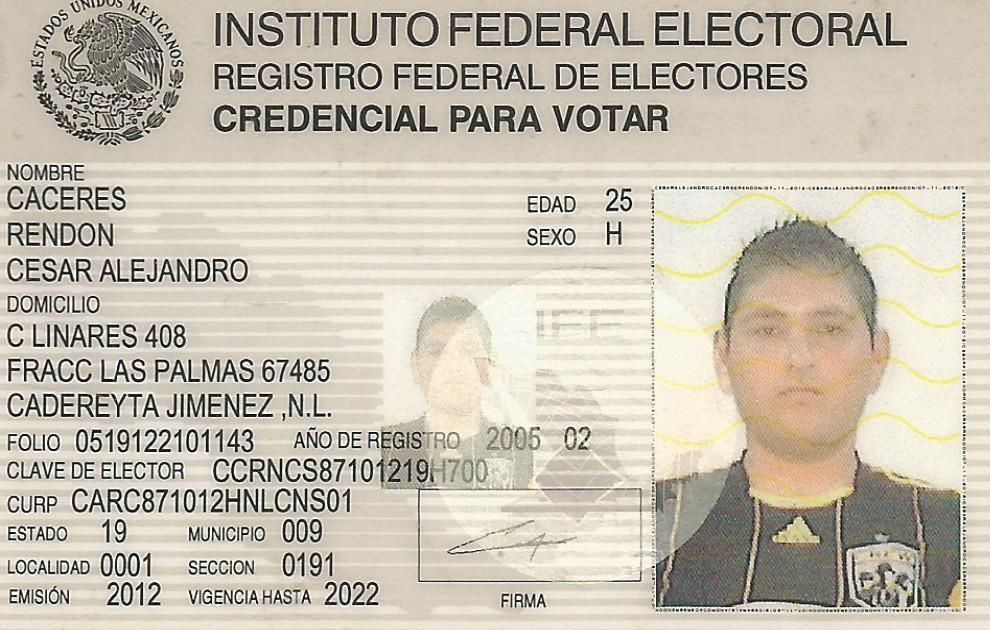 ESTADOS UNIDOS MEXICANOS
INSTITUTO FEDERAL ELECTORAL
REGISTRO FEDERAL DE ELECTORES
CREDENCIAL PARA VOTAR
NOMBRE
CACERES
RENDON
CESAR ALEJANDRO
EDAD 25
SEXO H
DOMICILIO
C LINARES 408
FRACC LAS PALMAS 67485
CADEREYTA JIMENEZ ,N.L.
FOLIO 0519122101143 AÑO DE REGISTRO 2005 02
CLAVE DE ELECTOR CCRNCS87101219H700
CURP CARC871012HNLCNS01
ESTADO 19 MUNICIPIO 009
LOCALIDAD 0001 SECCION 0191
EMISIÓN 2012 VIGENCIA HASTA 2022
FIRMA
IFE